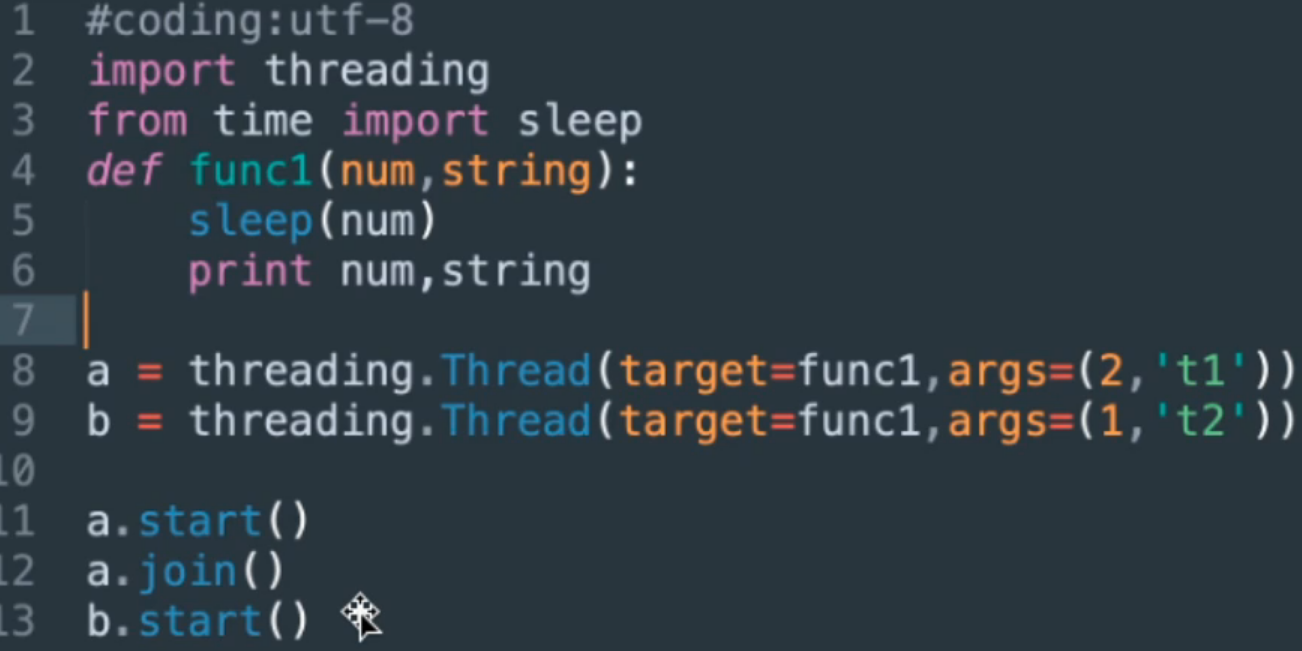 1 #coding:utf-8
2 import threading
3 from time import sleep
4 def func1(num,string):
5     sleep(num)
6     print num,string
7
8 a = threading.Thread(target=func1,args=(2,'t1'))
9 b = threading.Thread(target=func1,args=(1,'t2'))
10
11 a.start()
12 a.join()
13 b.start()